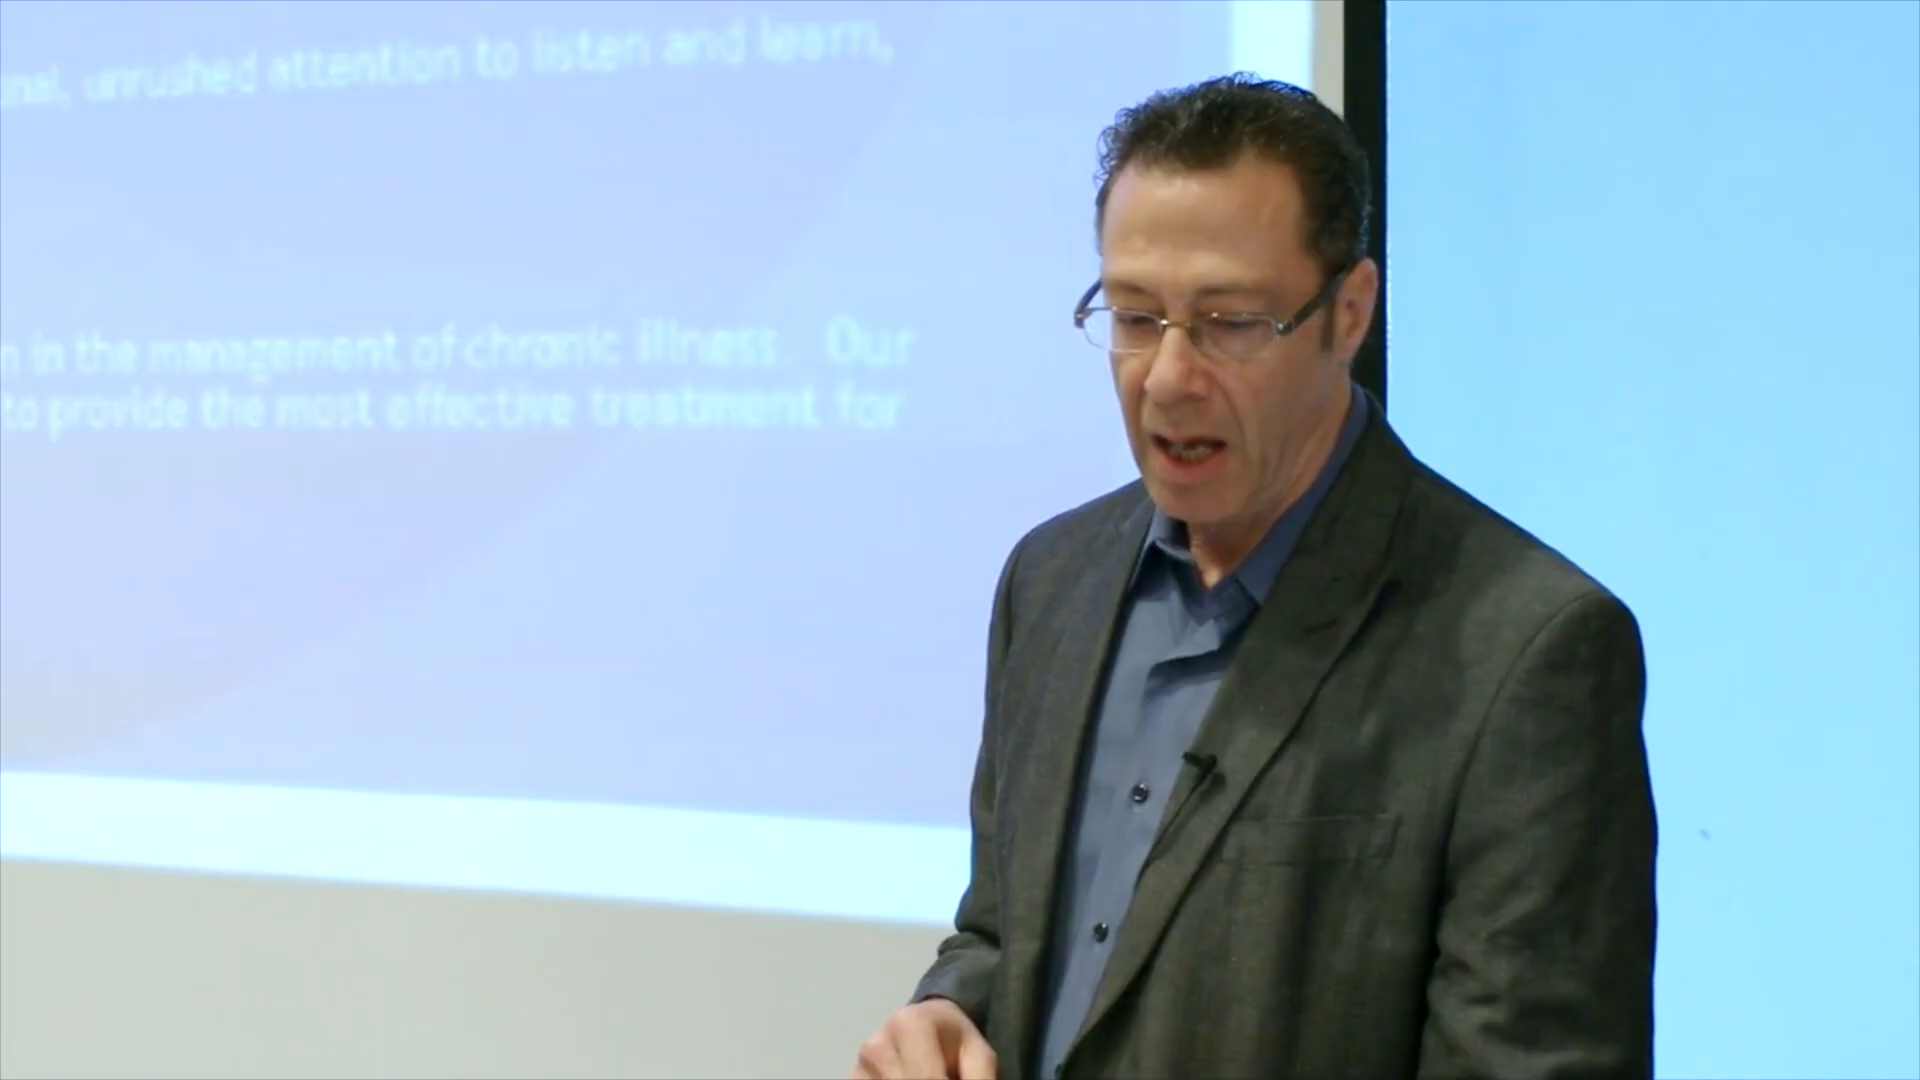 unrushed attention to listen and learn,
in the management of chronic illness. Our
to provide the most effective treatment for